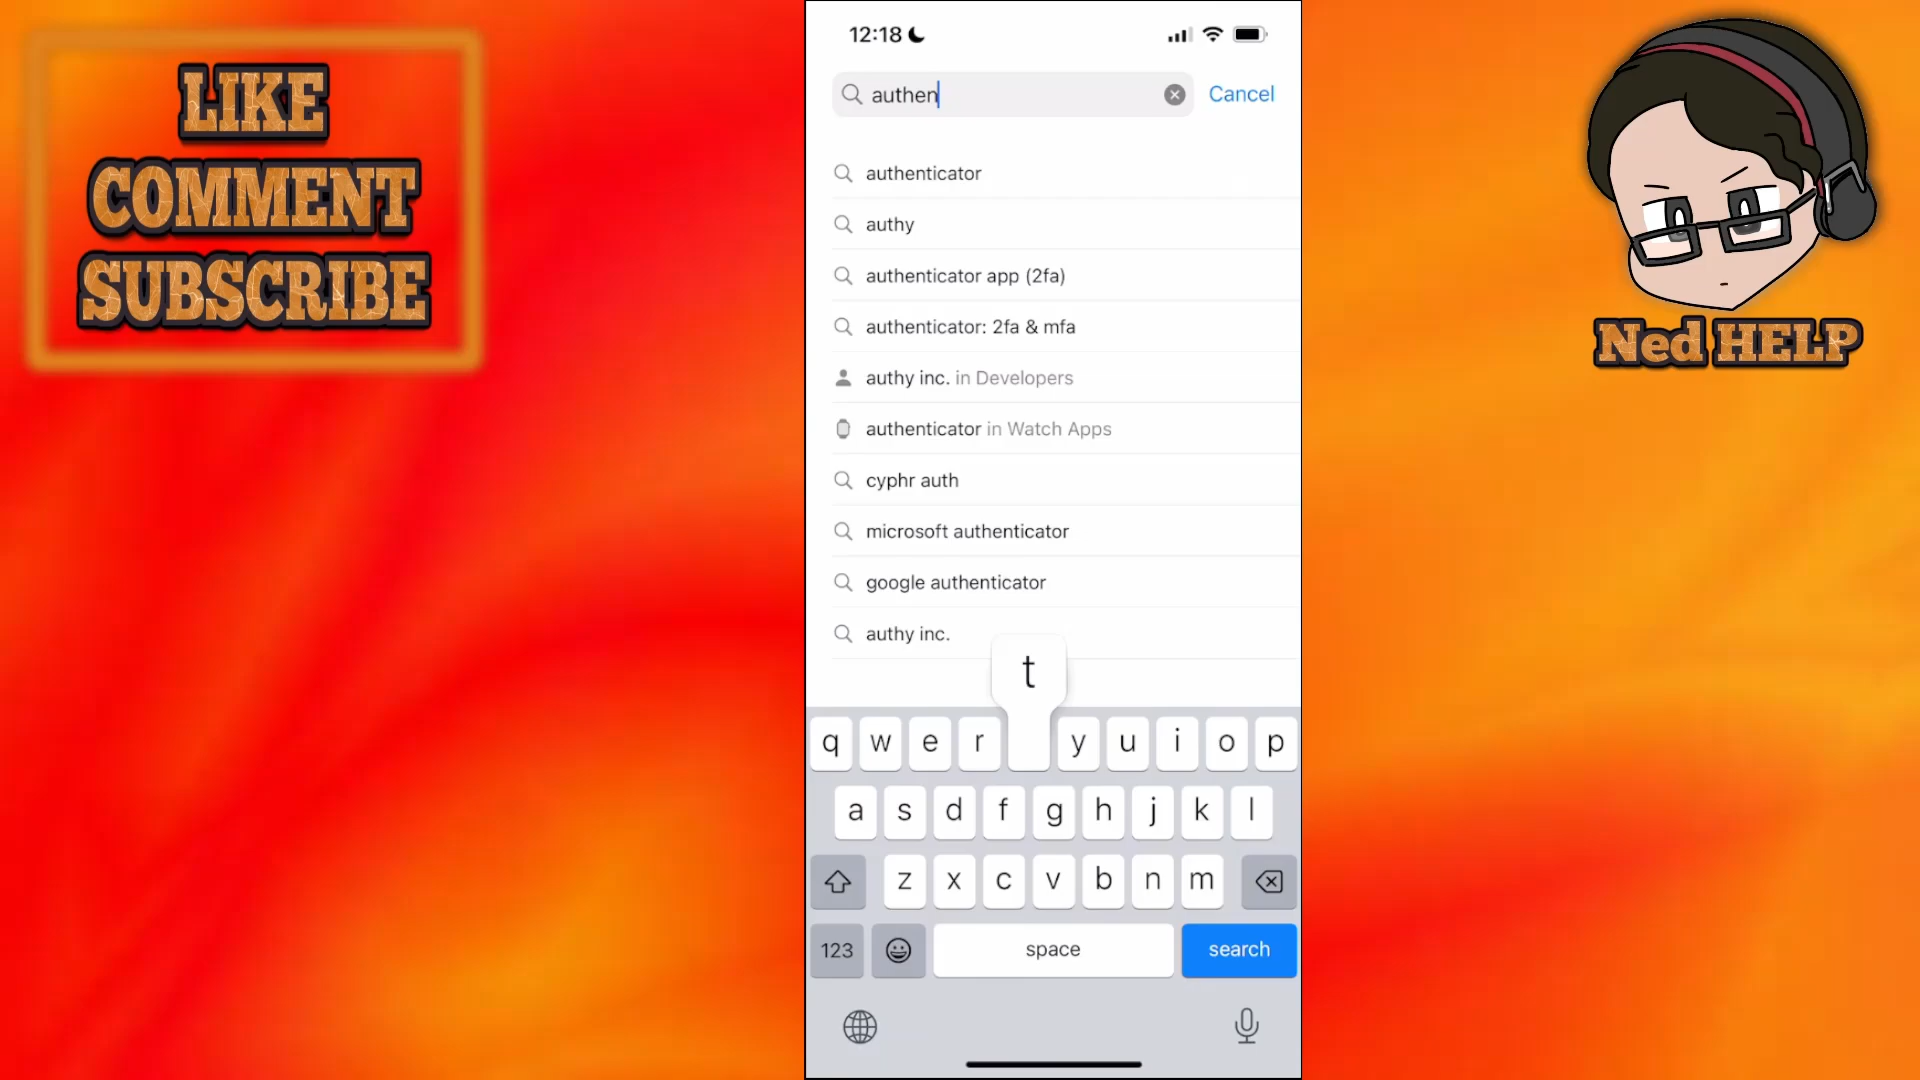 LIKE
COMMENT
SUBSCRIBE
12:18
authen
Cancel
authenticator
authy
authenticator app (2fa)
authenticator: 2fa & mfa
authy inc. in Developers
authenticator in Watch Apps
cyphr auth
microsoft authenticator
google authenticator
authy inc.
t
q w e r y u i o p
a s d f g h j k l
z x c v b n m
123 space search
Ned HELP